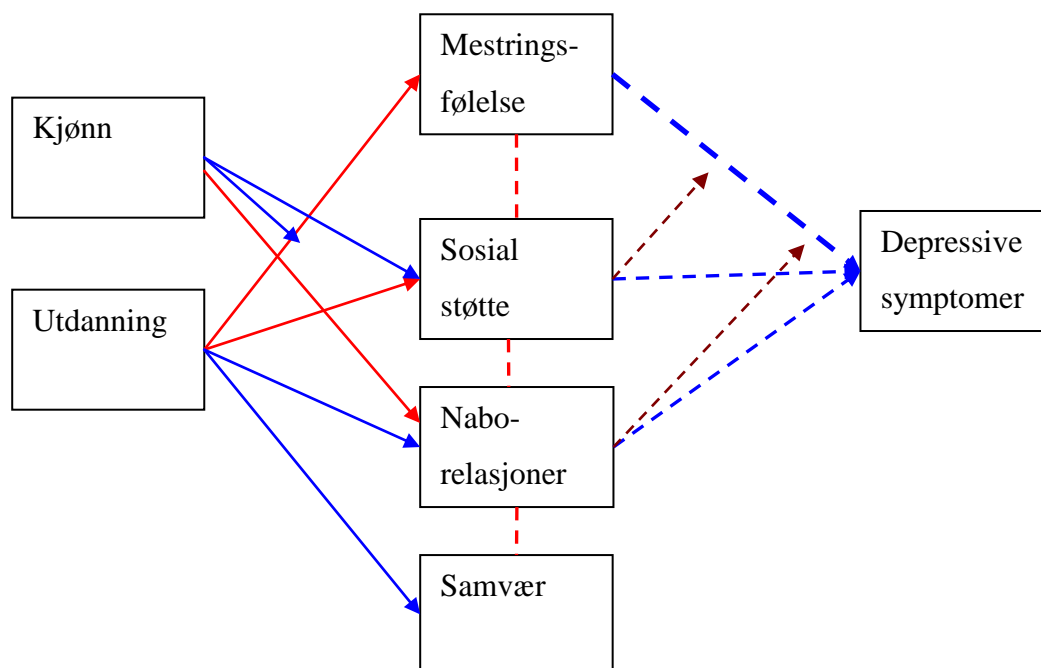 Kjønn
Utdanning
Mestrings-
følelse
Sosial
støtte
Nabo-
relasjoner
Samvær
Depressive
symptomer